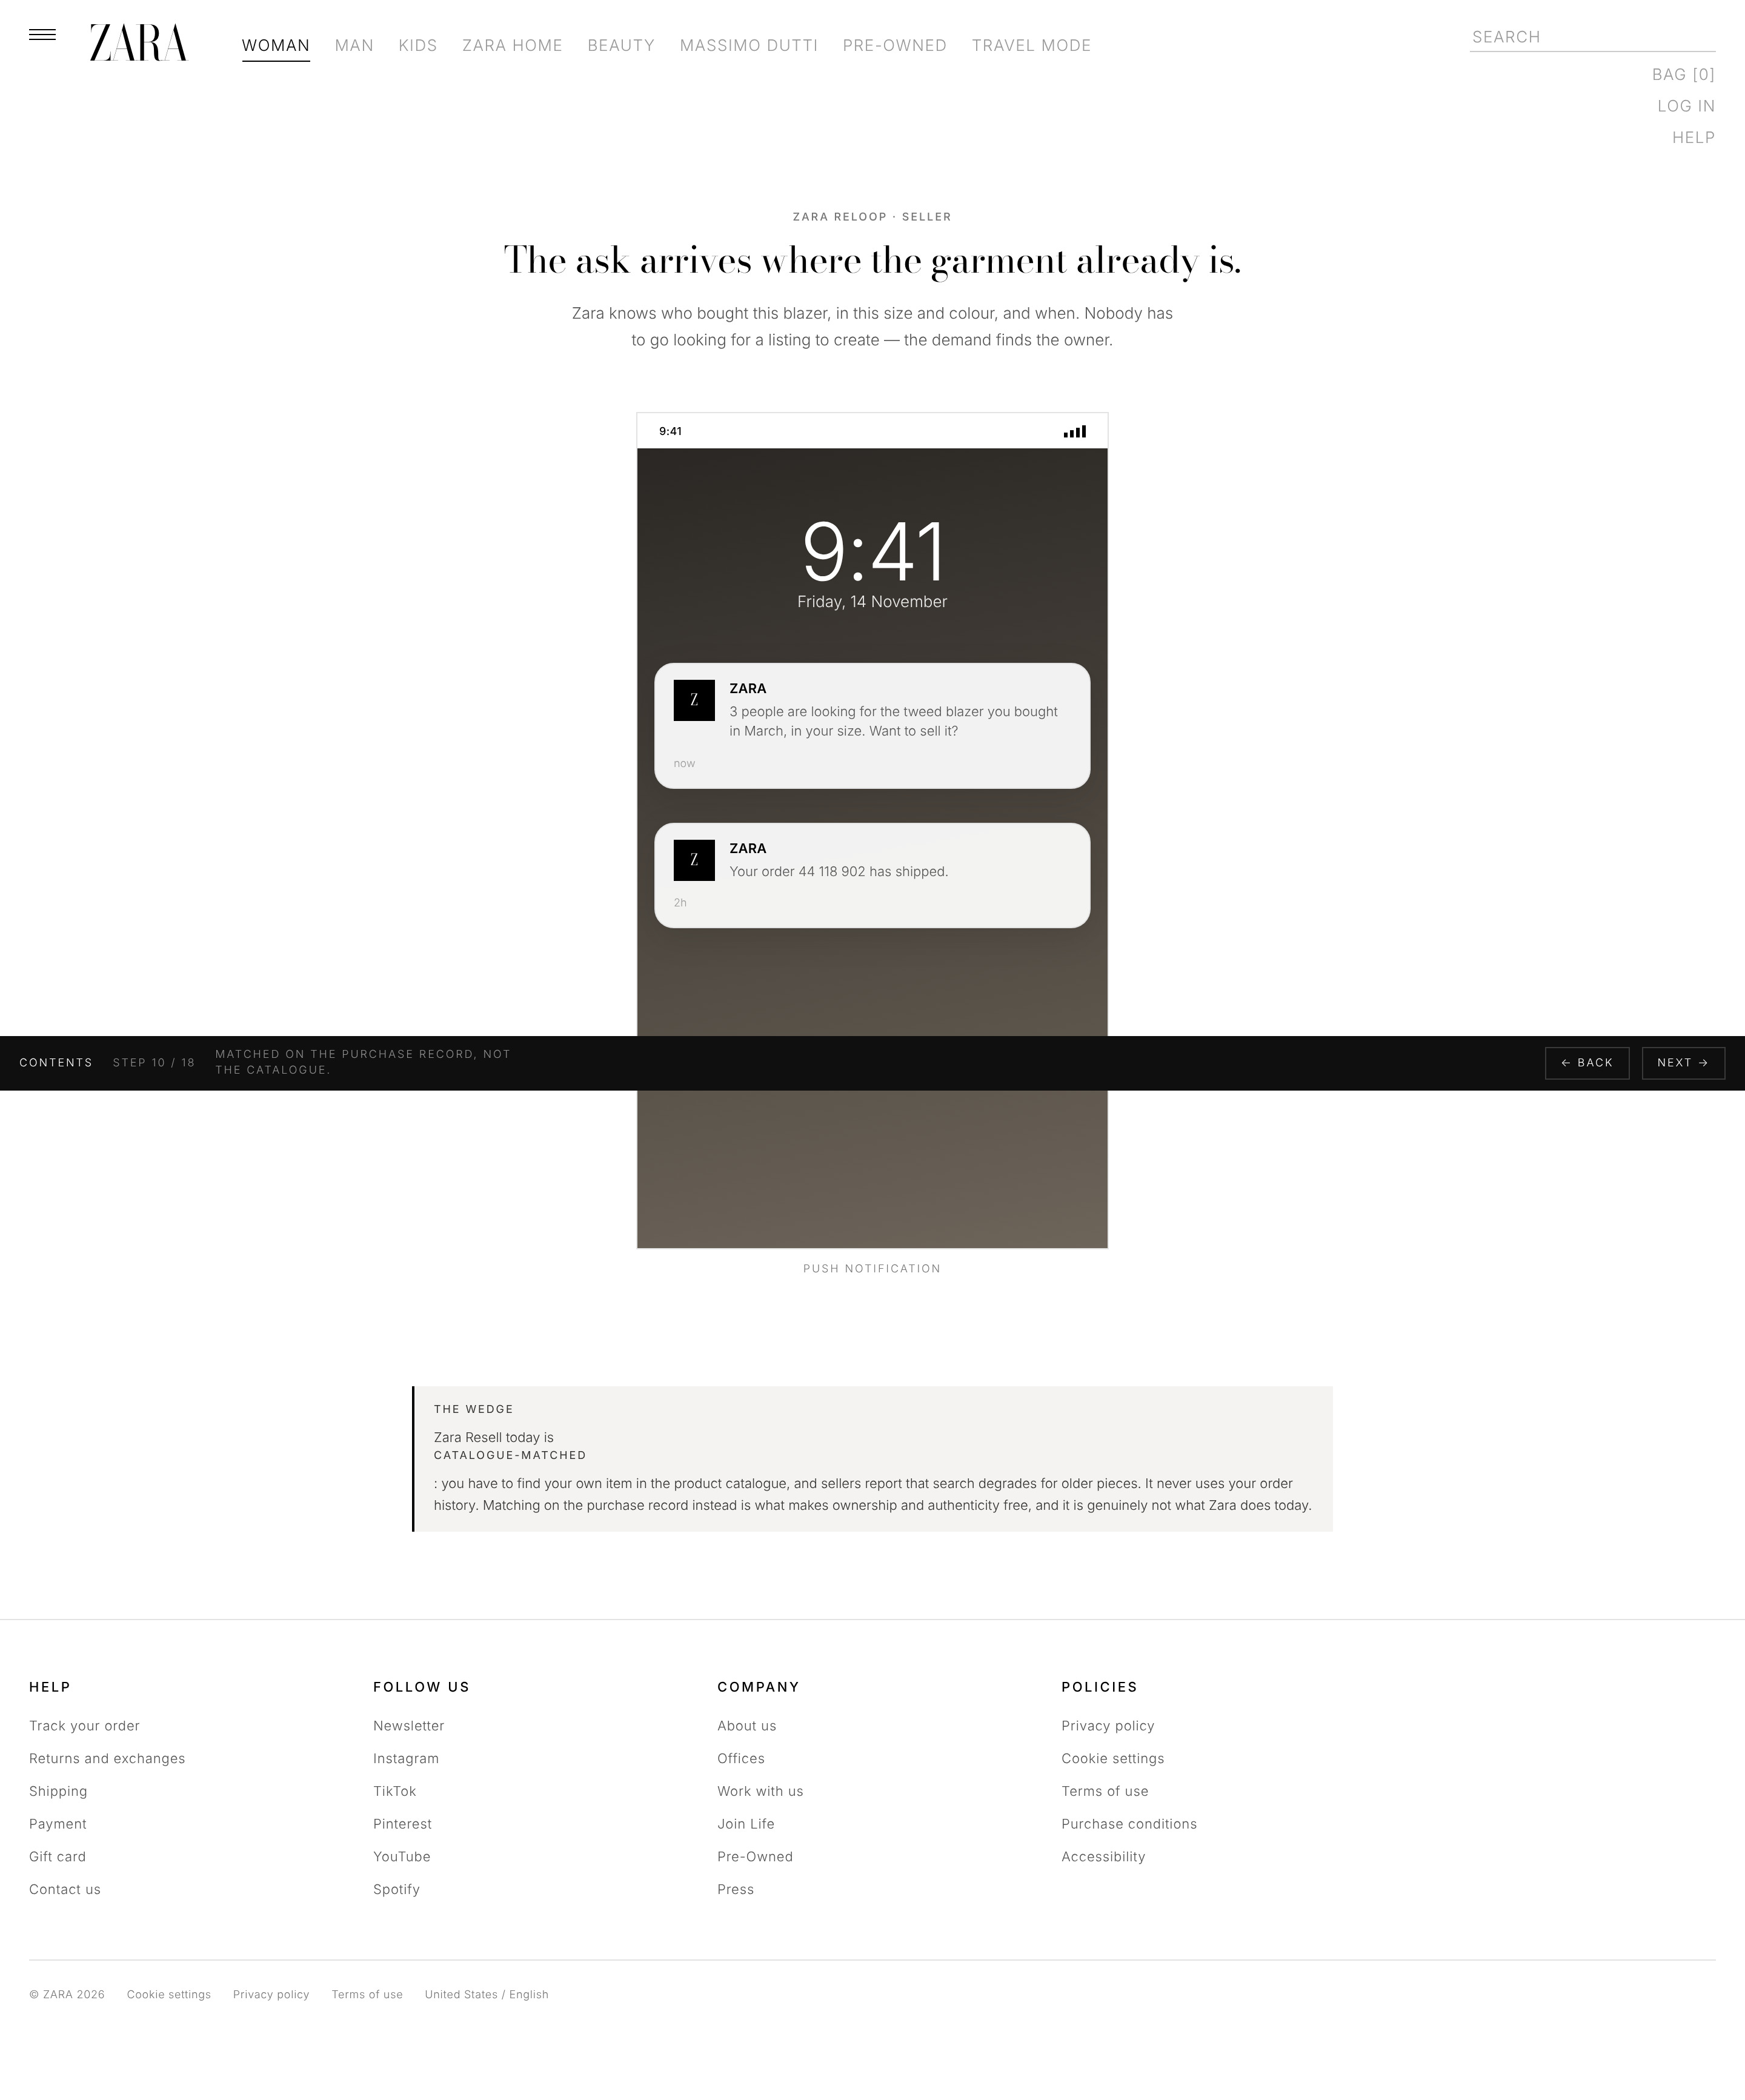 ZARA
WOMAN MAN KIDS ZARA HOME BEAUTY MASSIMO DUTTI PRE-OWNED TRAVEL MODE
SEARCH
BAG [0]
LOG IN
HELP
ZARA RELOOP · SELLER
The ask arrives where the garment already is.
Zara knows who bought this blazer, in this size and colour, and when. Nobody has
to go looking for a listing to create — the demand finds the owner.
9:41
9:41
Friday, 14 November
Z
ZARA
3 people are looking for the tweed blazer you bought
in March, in your size. Want to sell it?
now
Z
ZARA
Your order 44 118 902 has shipped.
2h
CONTENTS STEP 10 / 18 MATCHED ON THE PURCHASE RECORD, NOT
THE CATALOGUE.
← BACK NEXT →
PUSH NOTIFICATION
THE WEDGE
Zara Resell today is
CATALOGUE-MATCHED
: you have to find your own item in the product catalogue, and sellers report that search degrades for older pieces. It never uses your order
history. Matching on the purchase record instead is what makes ownership and authenticity free, and it is genuinely not what Zara does today.
HELP
Track your order
Returns and exchanges
Shipping
Payment
Gift card
Contact us
FOLLOW US
Newsletter
Instagram
TikTok
Pinterest
YouTube
Spotify
COMPANY
About us
Offices
Work with us
Join Life
Pre-Owned
Press
POLICIES
Privacy policy
Cookie settings
Terms of use
Purchase conditions
Accessibility
© ZARA 2026 Cookie settings Privacy policy Terms of use United States / English